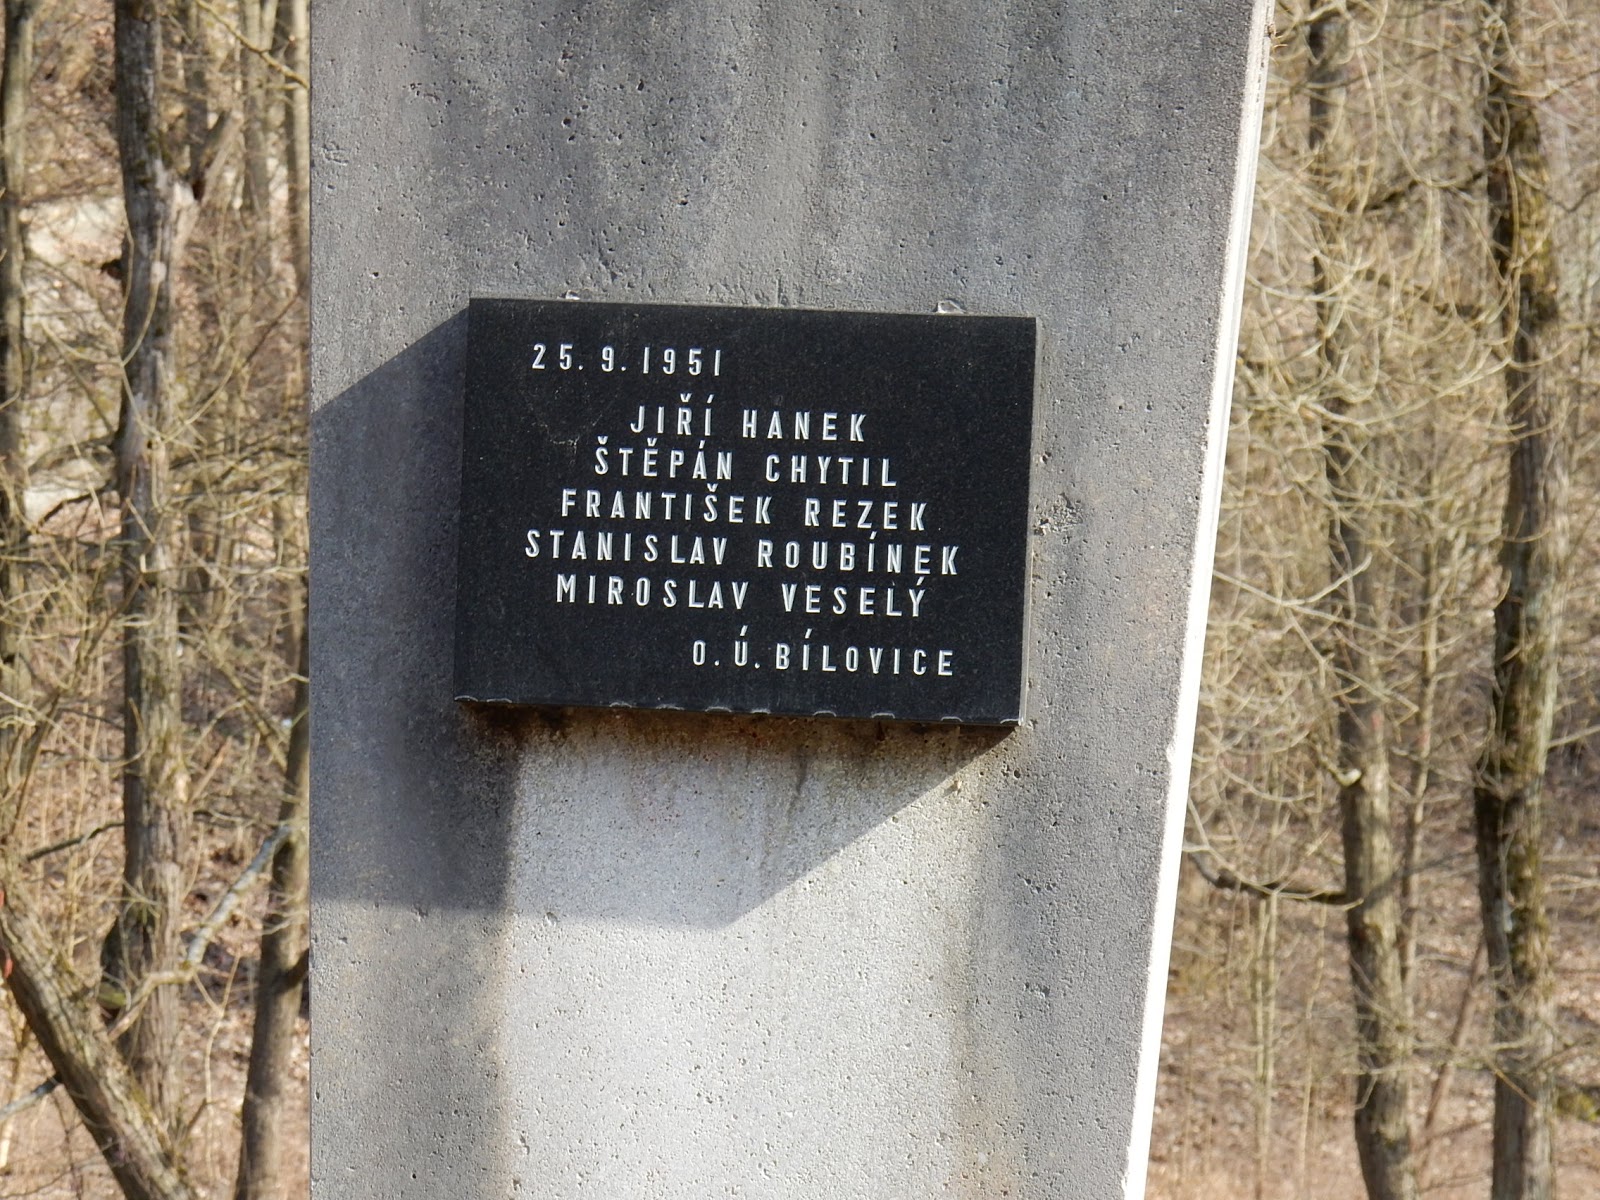 25. 9. 1951
JIŘÍ HANEK
ŠTĚPÁN CHYTIL
FRANTIŠEK REZEK
STANISLAV ROUBÍNEK
MIROSLAV VESELÝ
O. Ú. BÍLOVICE